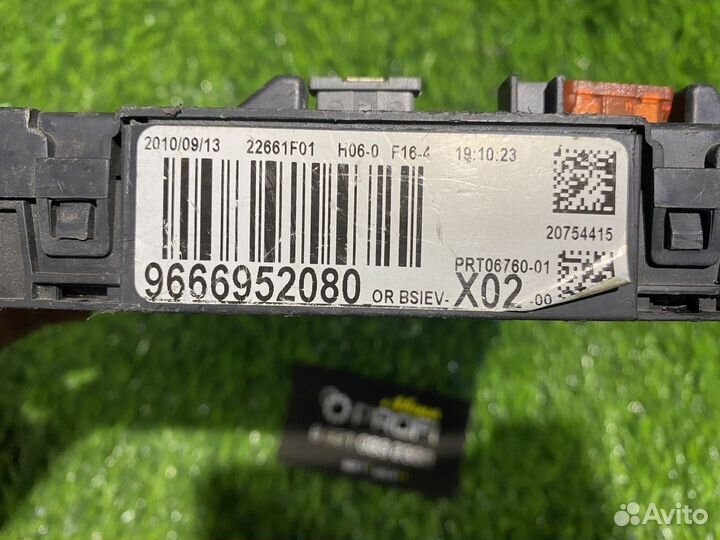 2010/09/13 22661F01 H06-0 F16-4 19:10:23
20754415
PRT06760-01
9666952080 OR BSIEV- X02 -00
PROFI
Avito